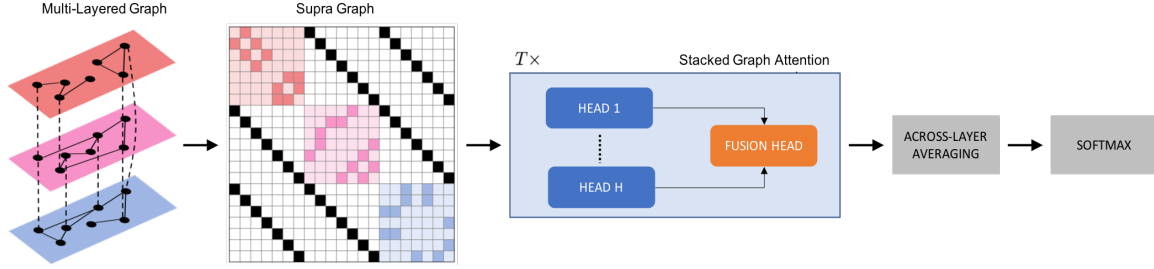 Multi-Layered Graph
Supra Graph
T×
Stacked Graph Attention
HEAD 1
HEAD H
FUSION HEAD
ACROSS-LAYER
AVERAGING
SOFTMAX